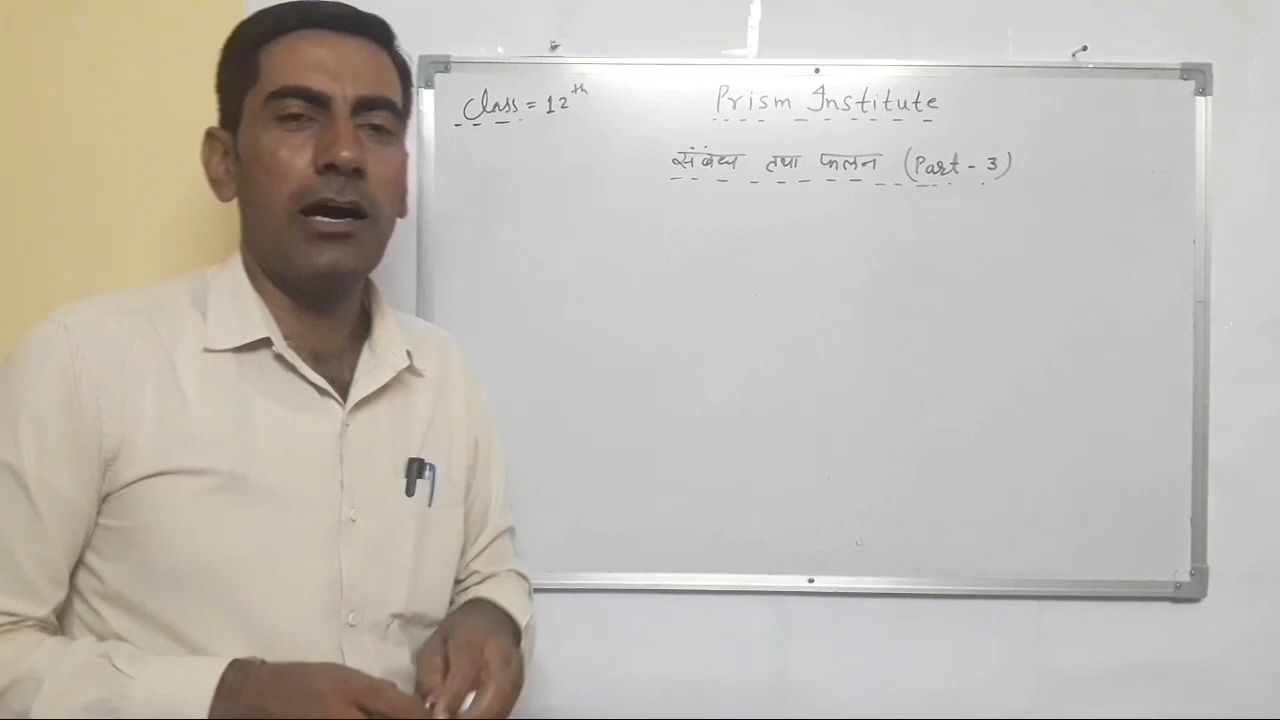 Class = 12th
Prism Institute
संबंध तथा फलन (Part - 3)